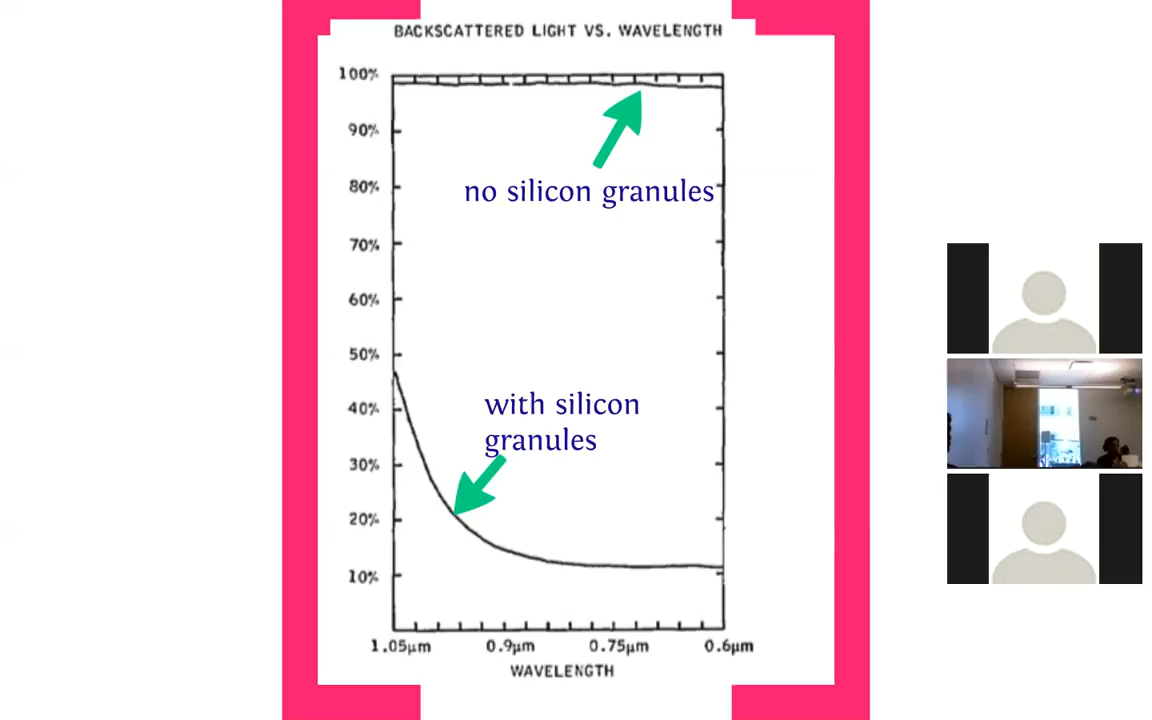 BACKSCATTERED LIGHT VS. WAVELENGTH
100%
90%
no silicon granules
80%
70%
60%
50%
40%
with silicon
granules
30%
20%
10%
1.05µm 0.9µm 0.75µm 0.6µm
WAVELENGTH